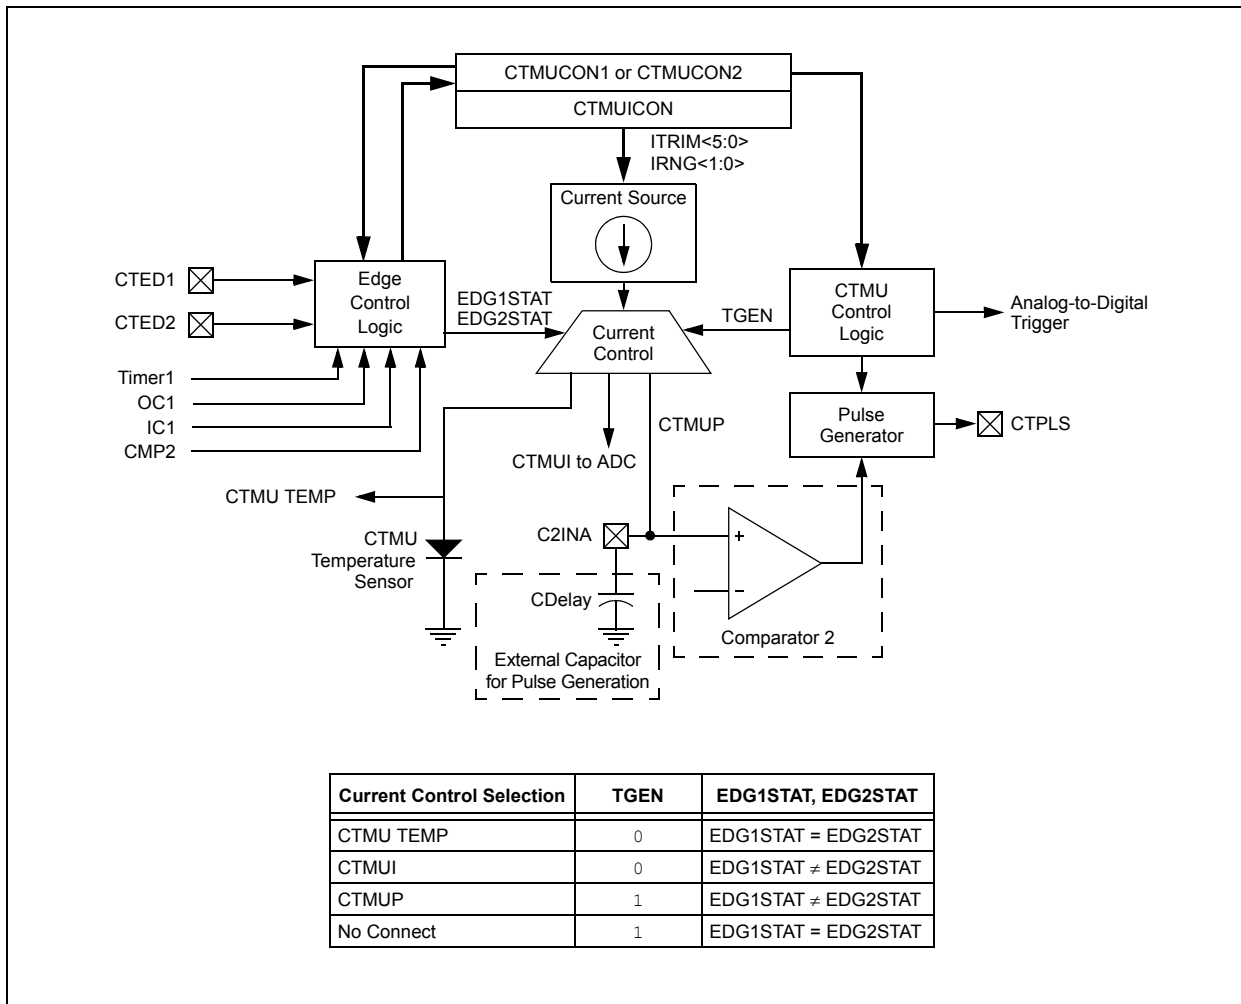 CTMUCON1 or CTMUCON2
CTMUICON
ITRIM<5:0>
IRNG<1:0>
Current Source
CTED1
CTED2
Edge
Control
Logic
EDG1STAT
EDG2STAT
Current
Control
TGEN
CTMU
Control
Logic
Analog-to-Digital
Trigger
Timer1
OC1
IC1
CMP2
CTMUP
Pulse
Generator
CTPLS
CTMUI to ADC
CTMU TEMP
CTMU
Temperature
Sensor
C2INA
+
–
CDelay
Comparator 2
External Capacitor
for Pulse Generation
Current Control Selection TGEN EDG1STAT, EDG2STAT
CTMU TEMP 0 EDG1STAT = EDG2STAT
CTMUI 0 EDG1STAT ≠ EDG2STAT
CTMUP 1 EDG1STAT ≠ EDG2STAT
No Connect 1 EDG1STAT = EDG2STAT